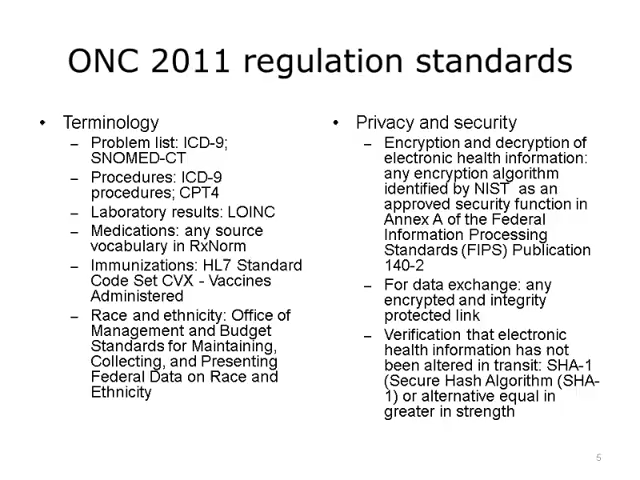 ONC 2011 regulation standards
• Terminology
– Problem list: ICD-9;
SNOMED-CT
– Procedures: ICD-9
procedures; CPT4
– Laboratory results: LOINC
– Medications: any source
vocabulary in RxNorm
– Immunizations: HL7 Standard
Code Set CVX - Vaccines
Administered
– Race and ethnicity: Office of
Management and Budget
Standards for Maintaining,
Collecting, and Presenting
Federal Data on Race and
Ethnicity
• Privacy and security
– Encryption and decryption of
electronic health information:
any encryption algorithm
identified by NIST as an
approved security function in
Annex A of the Federal
Information Processing
Standards (FIPS) Publication
140-2
– For data exchange: any
encrypted and integrity
protected link
– Verification that electronic
health information has not
been altered in transit: SHA-1
(Secure Hash Algorithm (SHA-
1) or alternative equal in
greater in strength
5